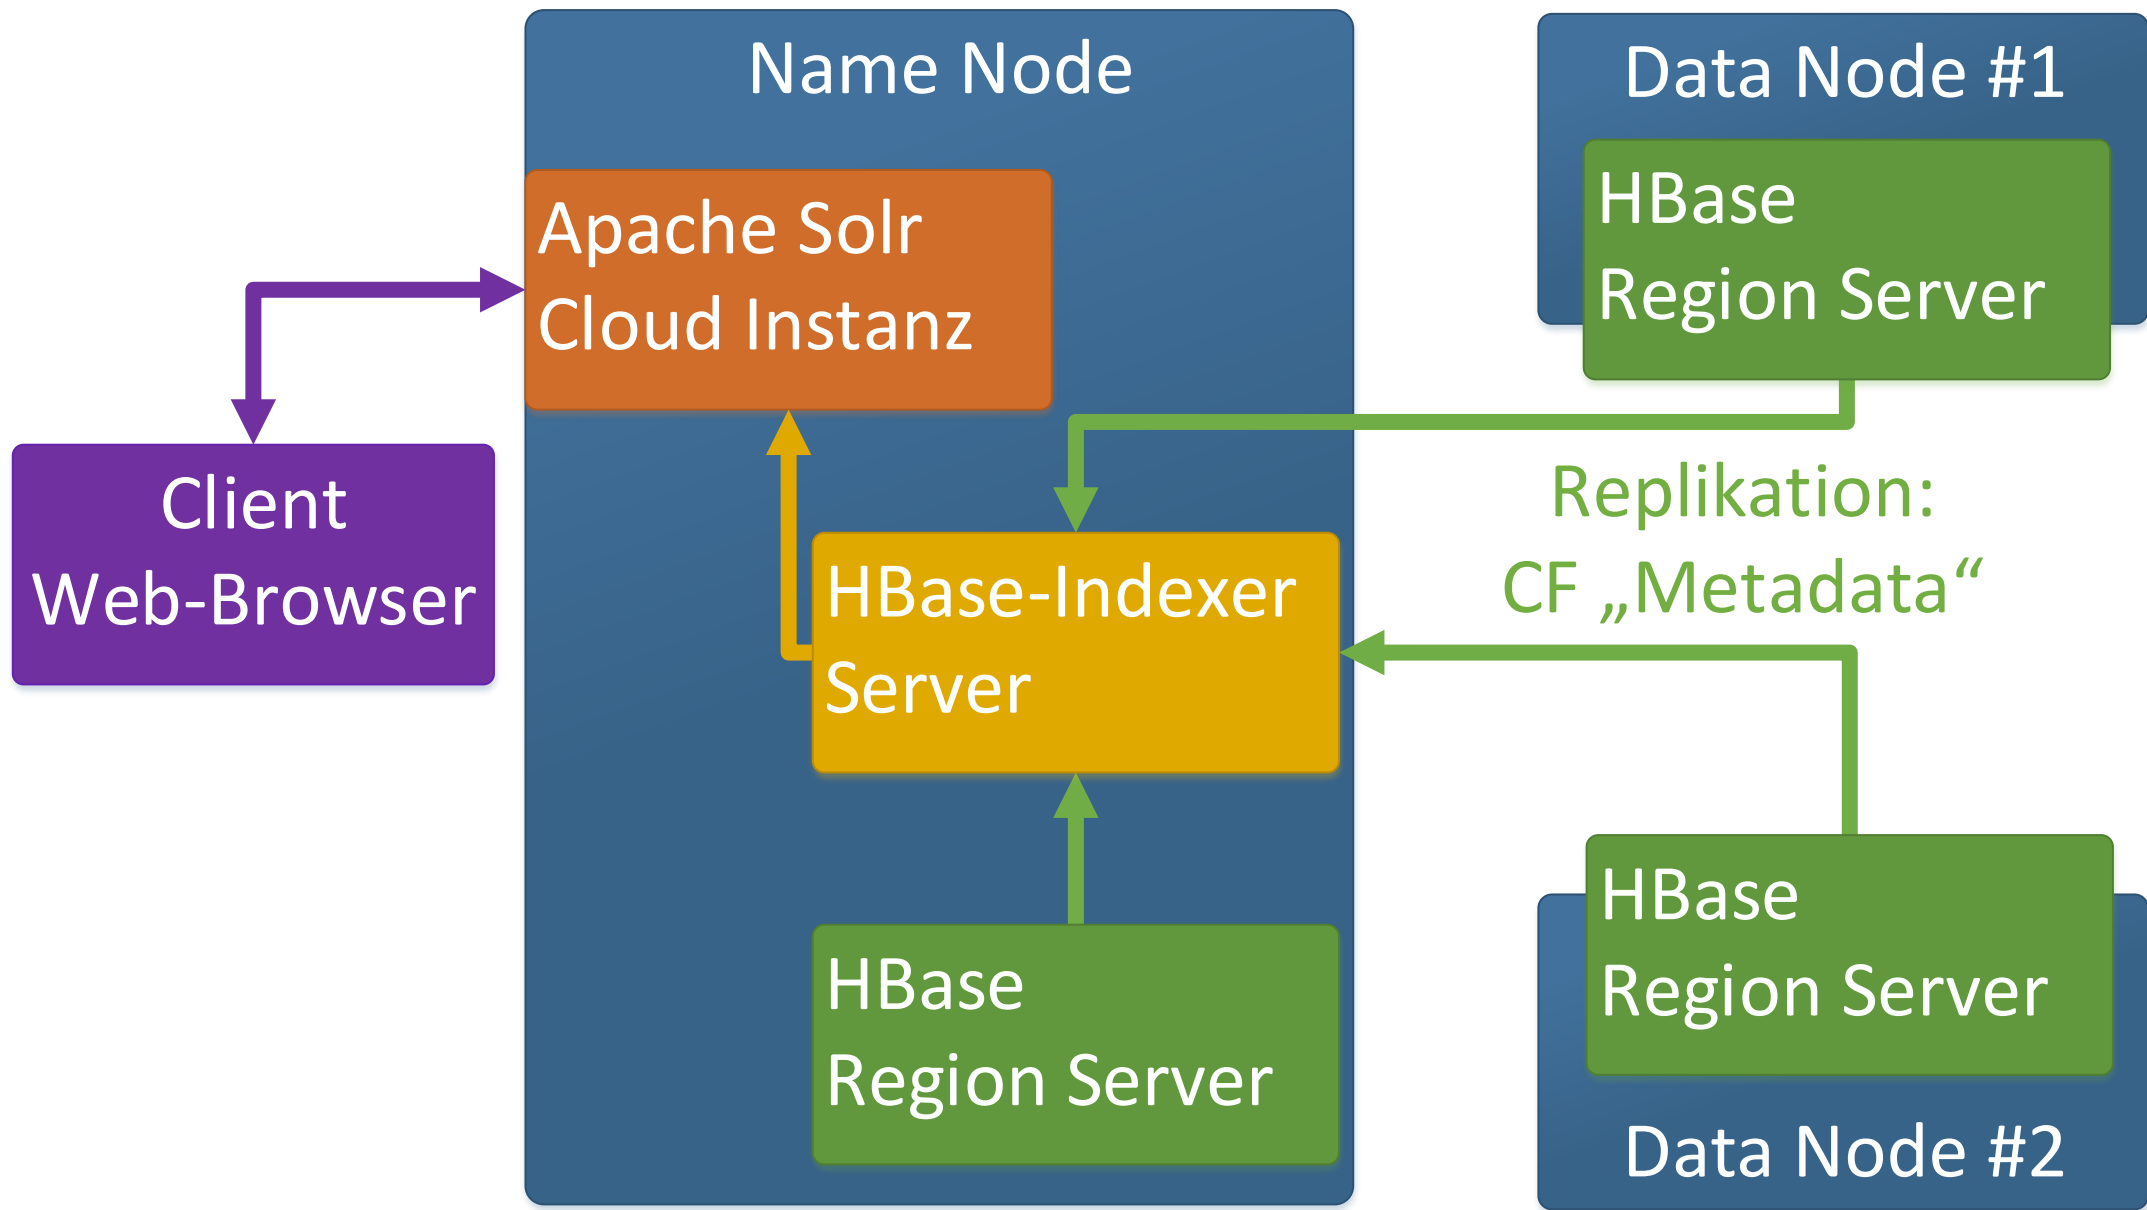 Name Node
Apache Solr
Cloud Instanz
Client
Web-Browser
HBase-Indexer
Server
HBase
Region Server
Data Node #1
HBase
Region Server
Replikation:
CF „Metadata“
HBase
Region Server
Data Node #2